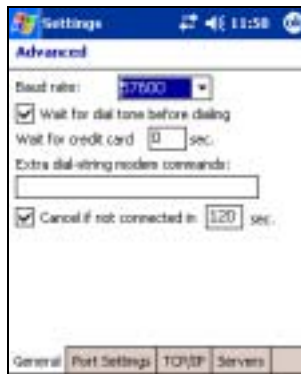 Settings 11:58
Advanced
Baud rate: 57600
Wait for dial tone before dialing
Wait for credit card 0 sec.
Extra dial-string modem commands:
Cancel if not connected in 120 sec.
General Port Settings TCP/IP Servers